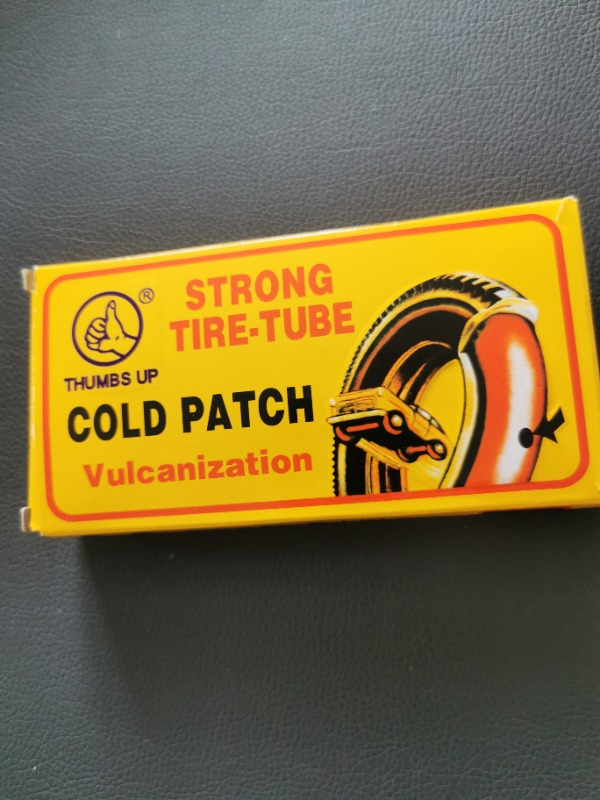 ®
THUMBS UP
STRONG
TIRE-TUBE
COLD PATCH
Vulcanization